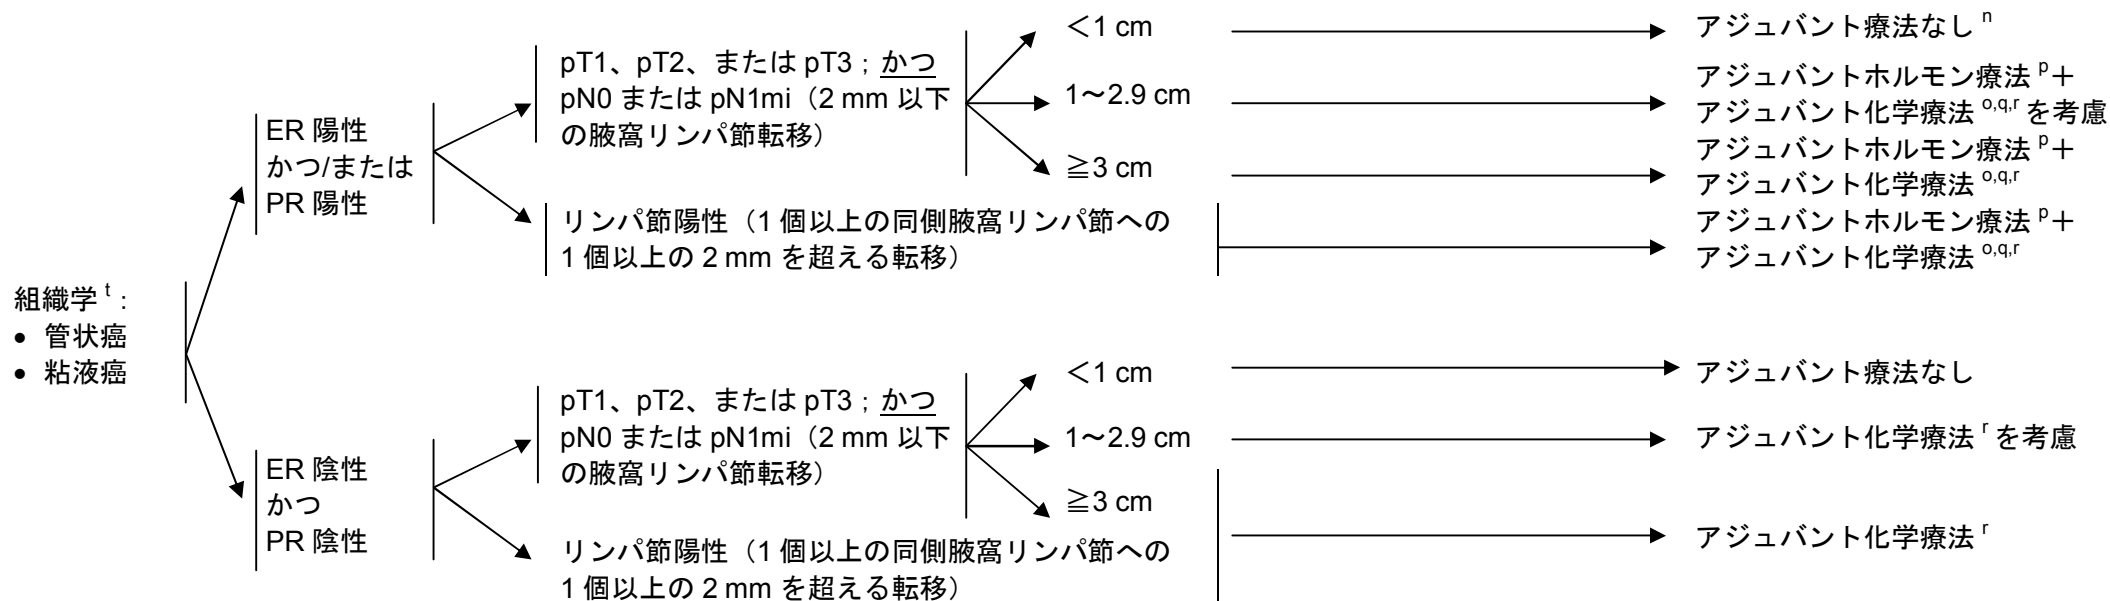 組織学 t :
• 管状癌
• 粘液癌
ER 陽性
かつ/または
PR 陽性
pT1、pT2、または pT3；かつ
pN0 または pN1mi（2 mm 以下
の腋窩リンパ節転移）
＜1 cm
アジュバント療法なし n
1～2.9 cm
アジュバントホルモン療法 p＋
アジュバント化学療法 o,q,r を考慮
≧3 cm
アジュバントホルモン療法 p＋
アジュバント化学療法 o,q,r
リンパ節陽性（1 個以上の同側腋窩リンパ節への
1 個以上の 2 mm を超える転移）
アジュバントホルモン療法 p＋
アジュバント化学療法 o,q,r
ER 陰性
かつ
PR 陰性
pT1、pT2、または pT3；かつ
pN0 または pN1mi（2 mm 以下
の腋窩リンパ節転移）
＜1 cm
アジュバント療法なし
1～2.9 cm
アジュバント化学療法 r を考慮
≧3 cm
リンパ節陽性（1 個以上の同側腋窩リンパ節への
1 個以上の 2 mm を超える転移）
アジュバント化学療法 r